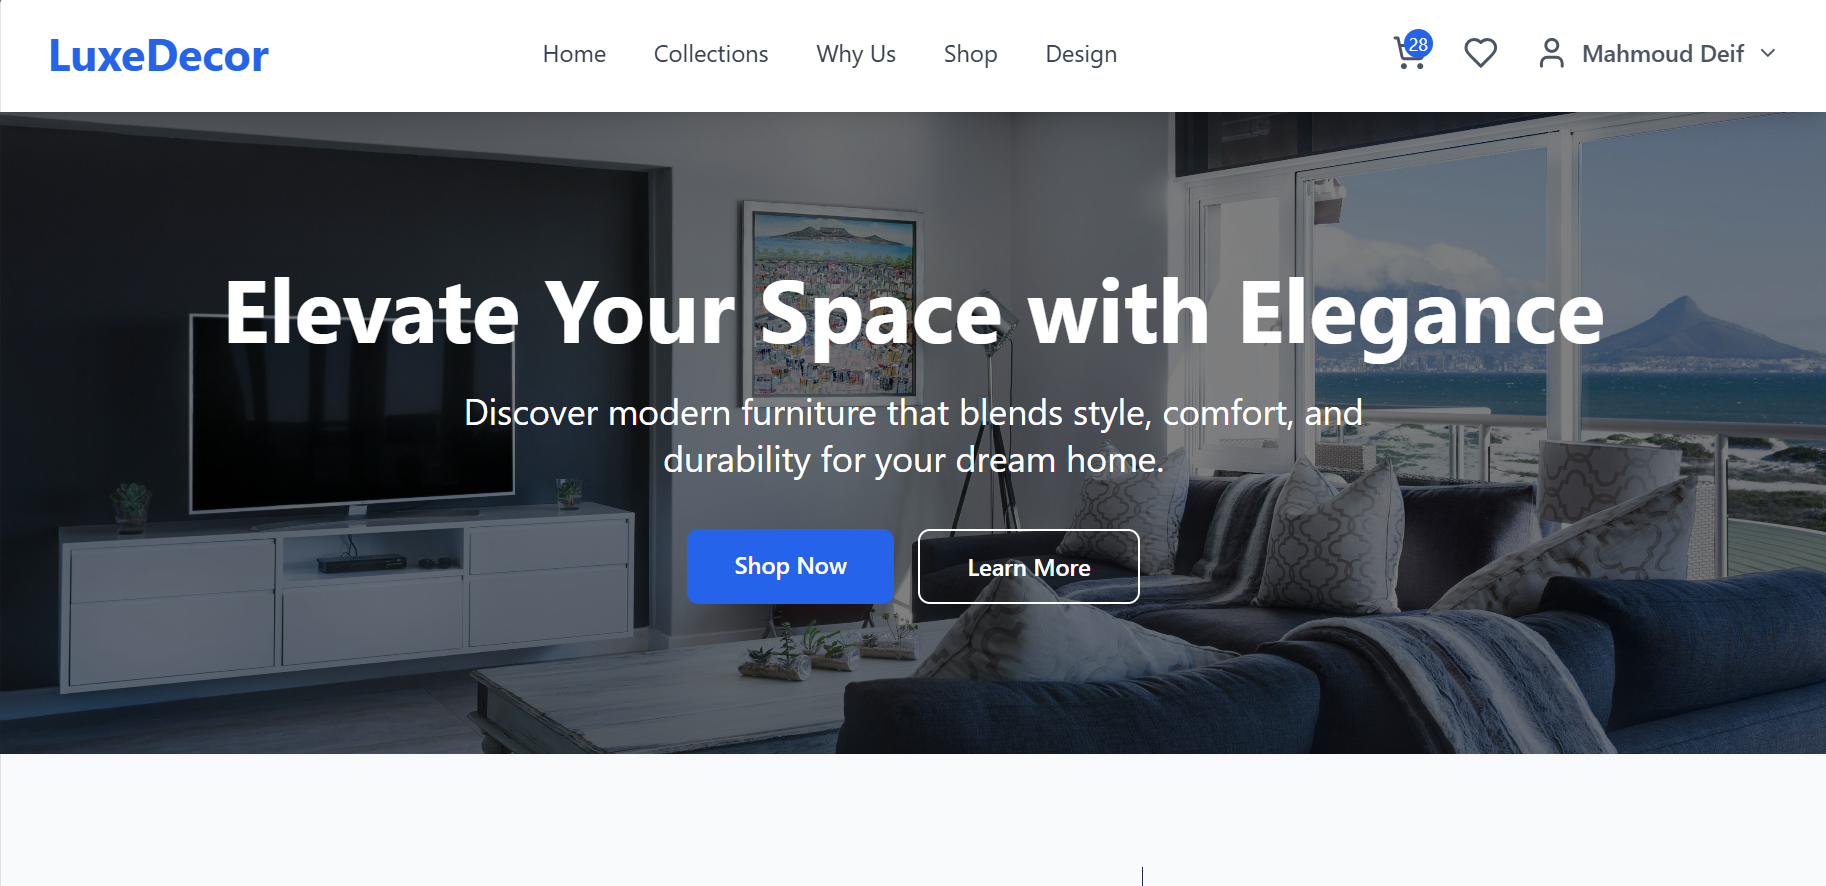 LuxeDecor
Home Collections Why Us Shop Design
28
Mahmoud Deif
Elevate Your Space with Elegance
Discover modern furniture that blends style, comfort, and
durability for your dream home.
Shop Now
Learn More